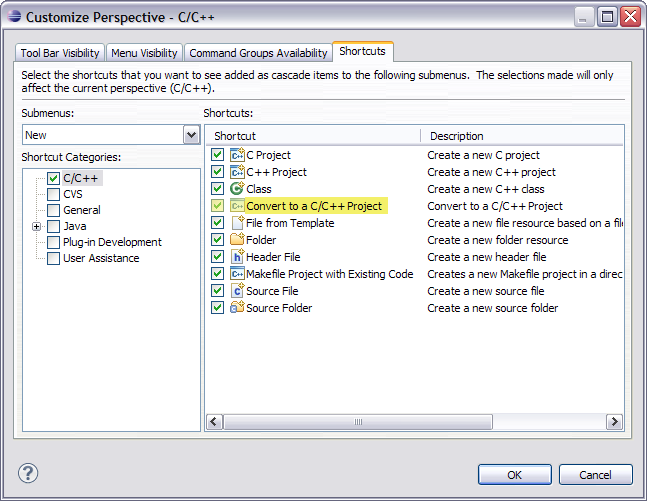 Customize Perspective - C/C++
Tool Bar Visibility Menu Visibility Command Groups Availability Shortcuts
Select the shortcuts that you want to see added as cascade items to the following submenus. The selections made will only
affect the current perspective (C/C++).
Submenus: Shortcuts:
New
Shortcut Description
Shortcut Categories:
C/C++
CVS
General
Java
Plug-in Development
User Assistance
C Project Create a new C project
C++ Project Create a new C++ project
Class Create a new C++ class
Convert to a C/C++ Project Convert to a C/C++ Project
File from Template Create a new file resource based on a file
Folder Create a new folder resource
Header File Create a new header file
Makefile Project with Existing Code Creates a new Makefile project in a direc
Source File Create a new source file
Source Folder Create a new source folder
OK Cancel